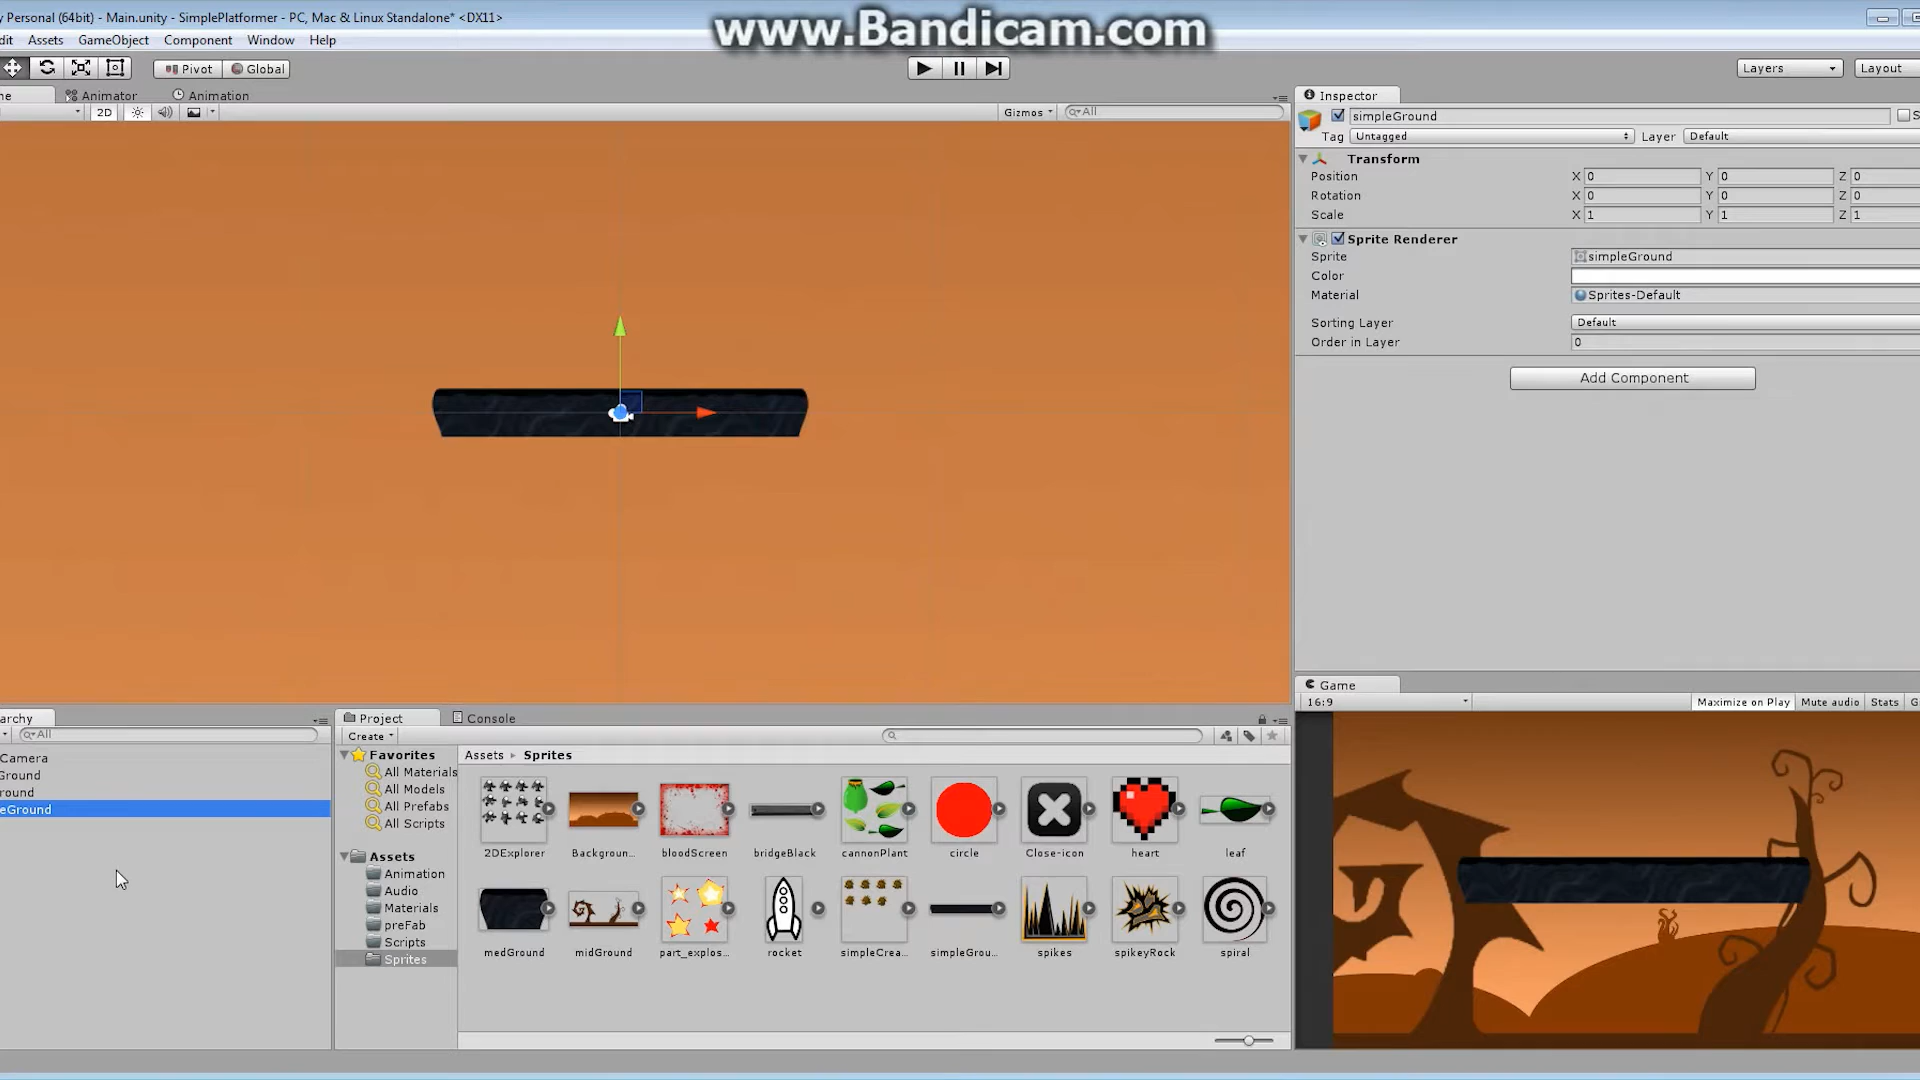 y Personal (64bit) - Main.unity - SimplePlatformer - PC, Mac & Linux Standalone* <DX11>
www.Bandicam.com
dit Assets GameObject Component Window Help
Pivot Global
Layers Layout
ne Animator Animation
2D Gizmos All
Inspector
simpleGround S
Tag Untagged Layer Default
Transform
Position X 0 Y 0 Z 0
Rotation X 0 Y 0 Z 0
Scale X 1 Y 1 Z 1
Sprite Renderer
Sprite simpleGround
Color
Material Sprites-Default
Sorting Layer Default
Order in Layer 0
Add Component
Game
16:9 Maximize on Play Mute audio Stats G
archy
All
Camera
Ground
round
eGround
Project Console
Create
Favorites
All Materials
All Models
All Prefabs
All Scripts
Assets
Animation
Audio
Materials
preFab
Scripts
Sprites
Assets Sprites
2DExplorer Backgroun... bloodScreen bridgeBlack cannonPlant circle Close-icon heart leaf
medGround midGround part_explos... rocket simpleCrea... simpleGrou... spikes spikeyRock spiral